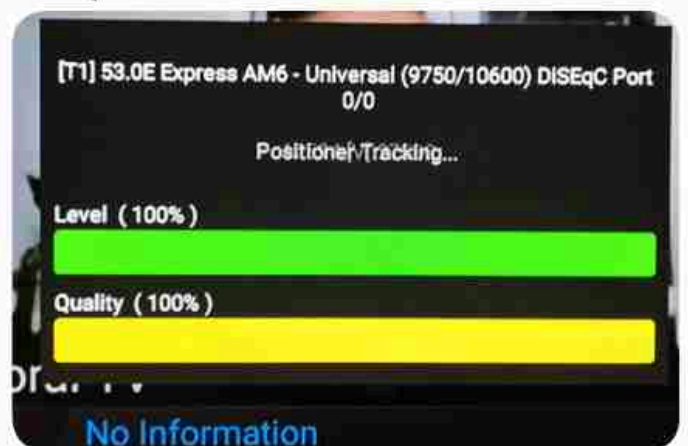 [T1] 53.0E Express AM6 - Universal (9750/10600) DISEqC Port
0/0
Positioner Tracking...
Level (100%)
Quality (100%)
No Information